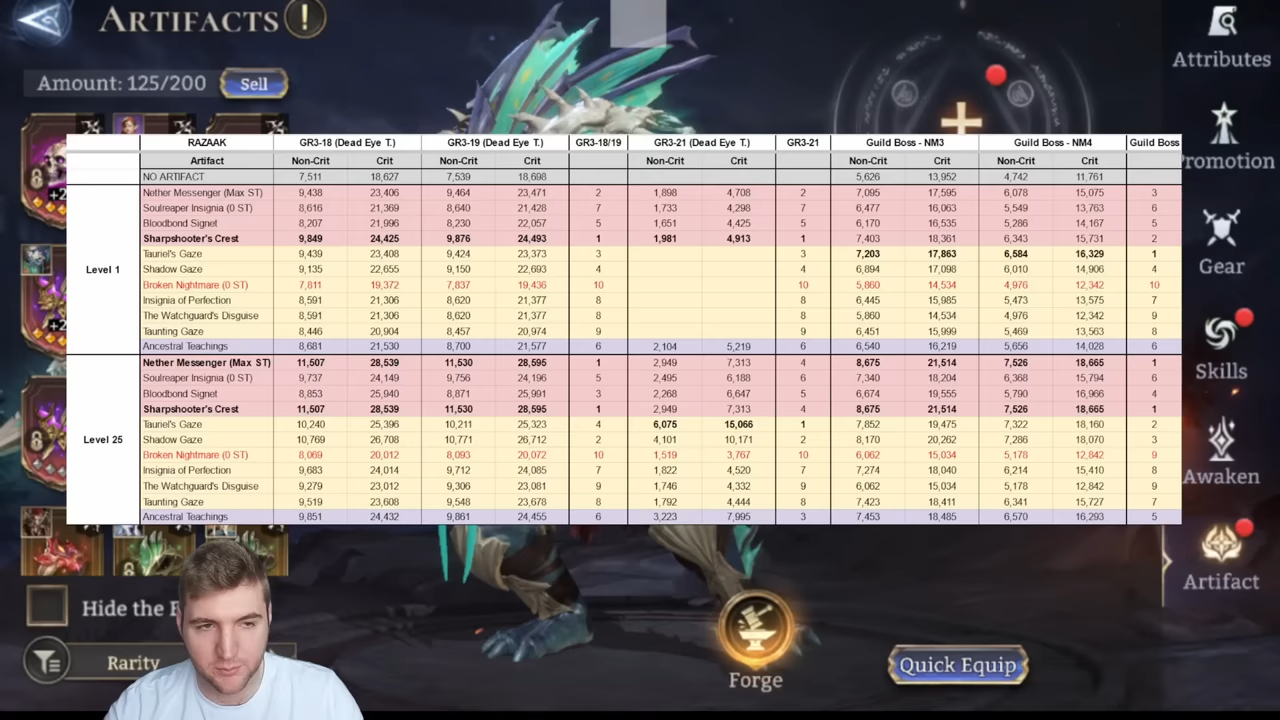 ARTIFACTS !
Attributes
Amount: 125/200 Sell
Promotion
Gear
Skills
Awaken
Artifact
RAZAAK GR3-18 (Dead Eye T.) GR3-19 (Dead Eye T.) GR3-18/19 GR3-21 (Dead Eye T.) GR3-21 Guild Boss - NM3 Guild Boss - NM4 Guild Boss
Artifact Non-Crit Crit Non-Crit Crit Non-Crit Crit Non-Crit Crit Non-Crit Crit
NO ARTIFACT 7,511 18,627 7,539 18,698 5,626 13,952 4,742 11,761
Level 1
Nether Messenger (Max ST) 9,438 23,406 9,464 23,471 2 1,898 4,708 2 7,095 17,595 6,078 15,075 3
Soulreaper Insignia (0 ST) 8,616 21,369 8,640 21,428 7 1,733 4,298 7 6,477 16,063 5,549 13,763 6
Bloodbond Signet 8,207 21,996 8,230 22,057 5 1,651 4,425 5 6,170 16,535 5,286 14,167 5
Sharpshooter's Crest 9,849 24,425 9,876 24,493 1 1,981 4,913 1 7,403 18,361 6,343 15,731 2
Tauriel's Gaze 9,439 23,408 9,424 23,373 3 3 7,203 17,863 6,584 16,329 1
Shadow Gaze 9,135 22,655 9,150 22,693 4 4 6,894 17,098 6,010 14,906 4
Broken Nightmare (0 ST) 7,811 19,372 7,837 19,436 10 10 5,860 14,534 4,976 12,342 10
Insignia of Perfection 8,591 21,306 8,620 21,377 8 8 6,445 15,985 5,473 13,575 7
The Watchguard's Disguise 8,591 21,306 8,620 21,377 8 8 5,860 14,534 4,976 12,342 9
Taunting Gaze 8,446 20,904 8,457 20,974 9 9 6,451 15,999 5,469 13,563 8
Ancestral Teachings 8,681 21,530 8,700 21,577 6 2,104 5,219 6 6,540 16,219 5,656 14,028 6
Level 25
Nether Messenger (Max ST) 11,507 28,539 11,530 28,595 1 2,949 7,313 4 8,675 21,514 7,526 18,665 1
Soulreaper Insignia (0 ST) 9,737 24,149 9,756 24,196 5 2,495 6,188 6 7,340 18,204 6,368 15,794 6
Bloodbond Signet 8,853 25,940 8,871 25,991 3 2,268 6,647 5 6,674 19,555 5,790 16,966 4
Sharpshooter's Crest 11,507 28,539 11,530 28,595 1 2,949 7,313 4 8,675 21,514 7,526 18,665 1
Tauriel's Gaze 10,240 25,396 10,211 25,323 4 6,075 15,066 1 7,852 19,475 7,322 18,160 2
Shadow Gaze 10,769 26,708 10,771 26,712 2 4,101 10,171 2 8,170 20,262 7,286 18,070 3
Broken Nightmare (0 ST) 8,069 20,012 8,093 20,072 10 1,519 3,767 10 6,062 15,034 5,178 12,842 9
Insignia of Perfection 9,683 24,014 9,712 24,085 7 1,822 4,520 7 7,274 18,040 6,214 15,410 8
The Watchguard's Disguise 9,279 23,012 9,306 23,081 9 1,746 4,332 9 6,062 15,034 5,178 12,842 9
Taunting Gaze 9,519 23,608 9,548 23,678 8 1,792 4,444 8 7,423 18,411 6,341 15,727 7
Ancestral Teachings 9,851 24,432 9,861 24,455 6 3,223 7,995 3 7,453 18,485 6,570 16,293 5
Hide the
Rarity
Forge
Quick Equip